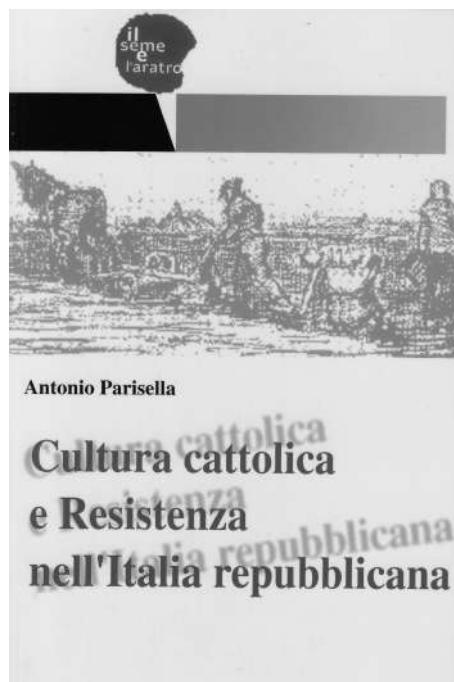 il
seme
e
l'aratro
Antonio Parisella
Cultura cattolica
e Resistenza
nell'Italia repubblicana